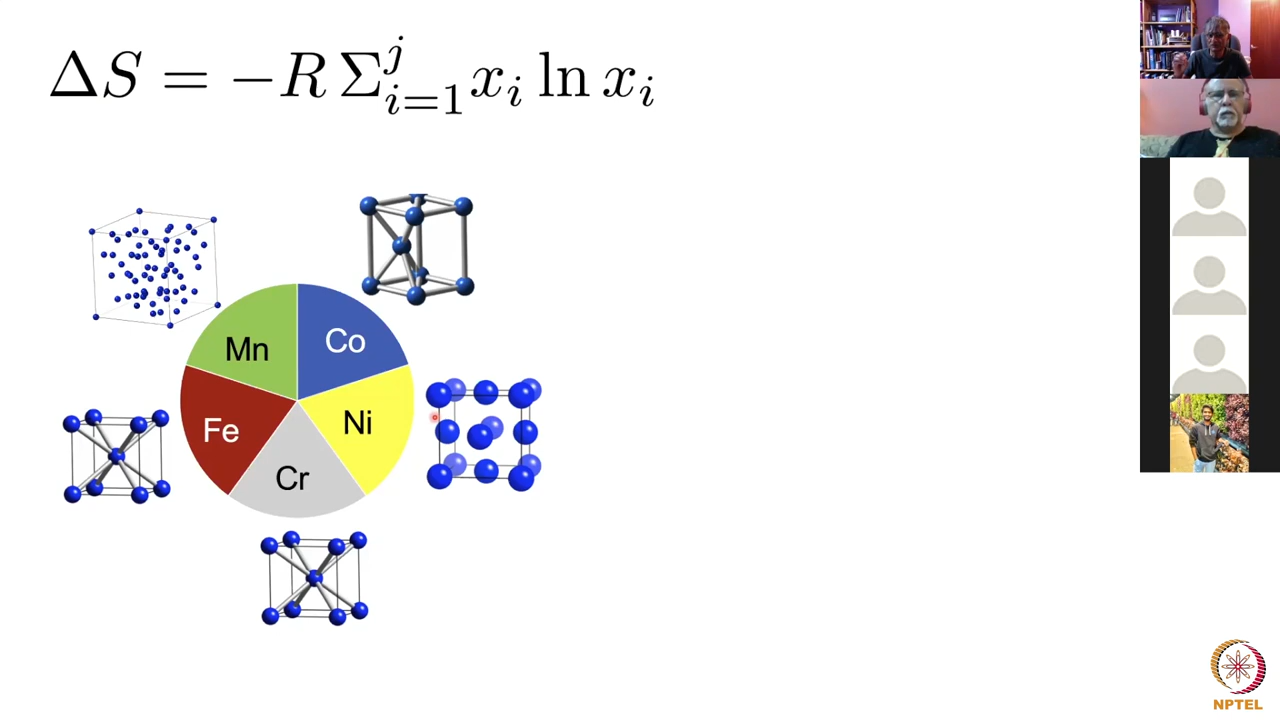 ΔS = −R Σ_{i=1}^{j} x_i ln x_i
Mn
Co
Fe
Ni
Cr
NPTEL